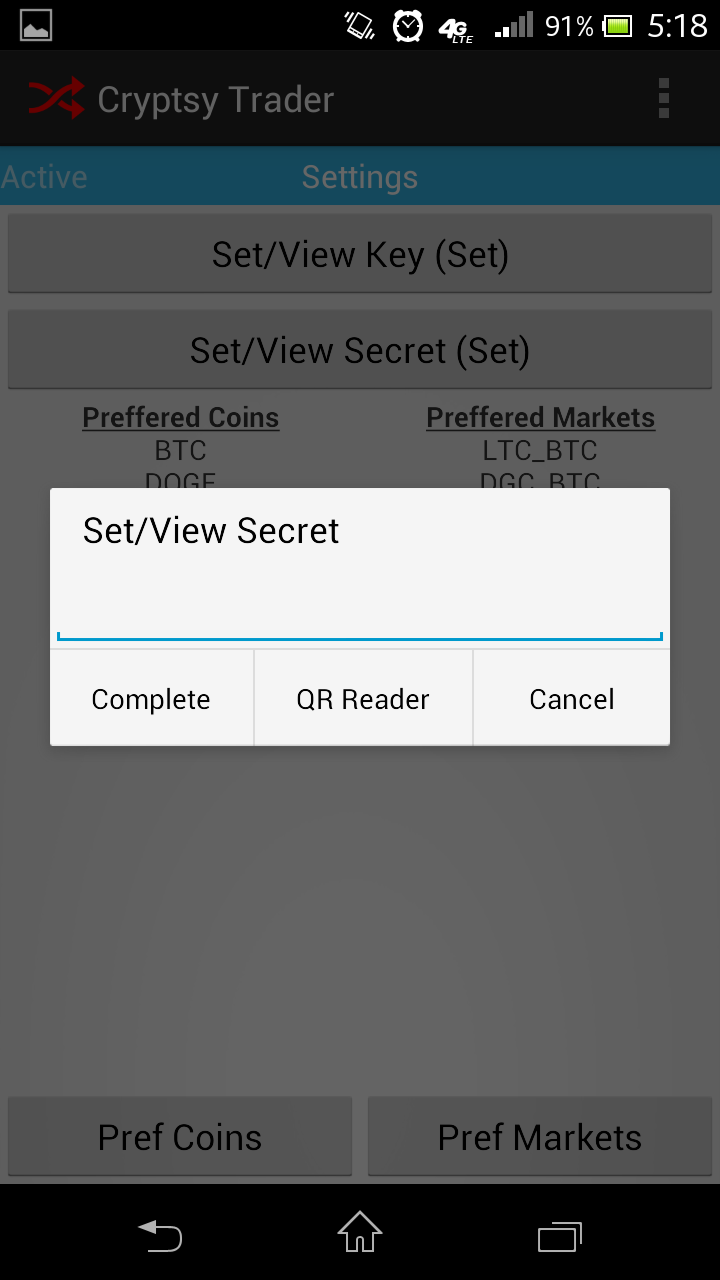 4G LTE 91% 5:18
Cryptsy Trader
Active Settings
Set/View Key (Set)
Set/View Secret (Set)
Preffered Coins Preffered Markets
BTC LTC_BTC
DOGE DGC_BTC
Set/View Secret
Complete QR Reader Cancel
Pref Coins Pref Markets